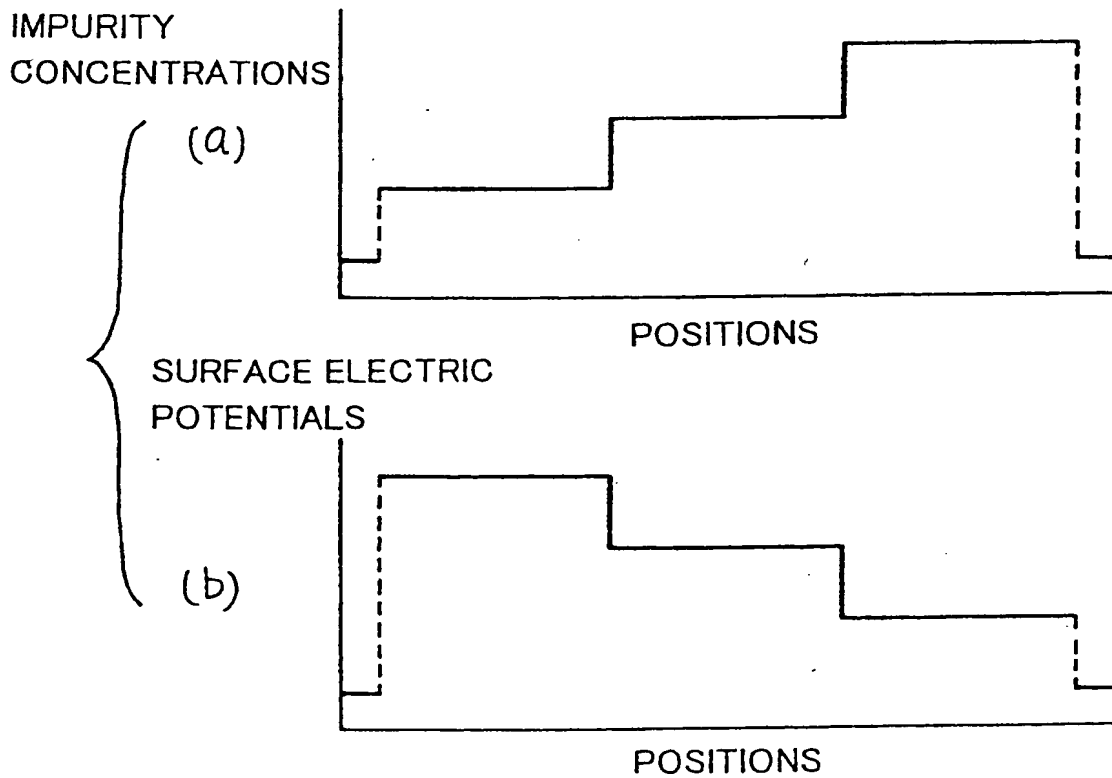 IMPURITY
CONCENTRATIONS
(a)
POSITIONS
SURFACE ELECTRIC
POTENTIALS
(b)
POSITIONS